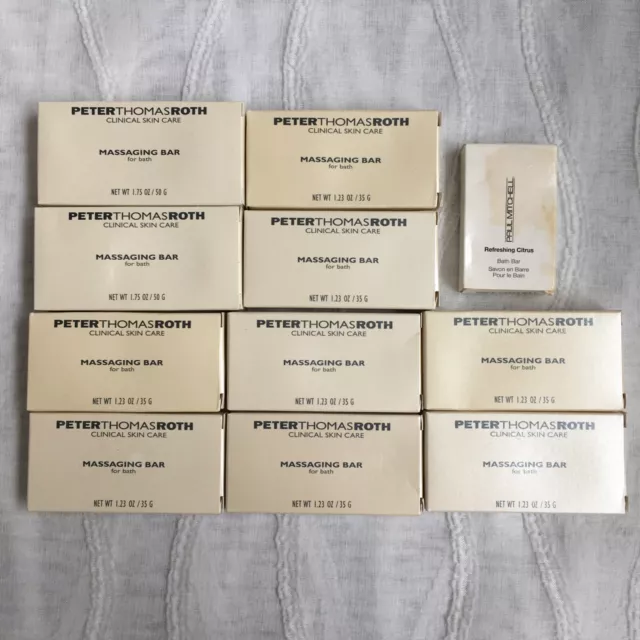 PETERTHOMASROTH
CLINICAL SKIN CARE
MASSAGING BAR
for bath
NET WT 1.75 OZ / 50 G
PETERTHOMASROTH
CLINICAL SKIN CARE
MASSAGING BAR
for bath
NET WT 1.23 OZ / 35 G
PAUL MITCHELL
Refreshing Citrus
Bath Bar
Savon en Barre
Pour le Bain
PETERTHOMASROTH
CLINICAL SKIN CARE
MASSAGING BAR
for bath
NET WT 1.75 OZ / 50 G
PETERTHOMASROTH
CLINICAL SKIN CARE
MASSAGING BAR
for bath
NET WT 1.23 OZ / 35 G
PETERTHOMASROTH
CLINICAL SKIN CARE
MASSAGING BAR
for bath
NET WT 1.23 OZ / 35 G
PETERTHOMASROTH
CLINICAL SKIN CARE
MASSAGING BAR
for bath
NET WT 1.23 OZ / 35 G
PETERTHOMASROTH
CLINICAL SKIN CARE
MASSAGING BAR
for bath
NET WT 1.23 OZ / 35 G
PETERTHOMASROTH
CLINICAL SKIN CARE
MASSAGING BAR
for bath
NET WT 1.23 OZ / 35 G
PETERTHOMASROTH
CLINICAL SKIN CARE
MASSAGING BAR
for bath
NET WT 1.23 OZ / 35 G
PETERTHOMASROTH
CLINICAL SKIN CARE
MASSAGING BAR
for bath
NET WT 1.23 OZ / 35 G